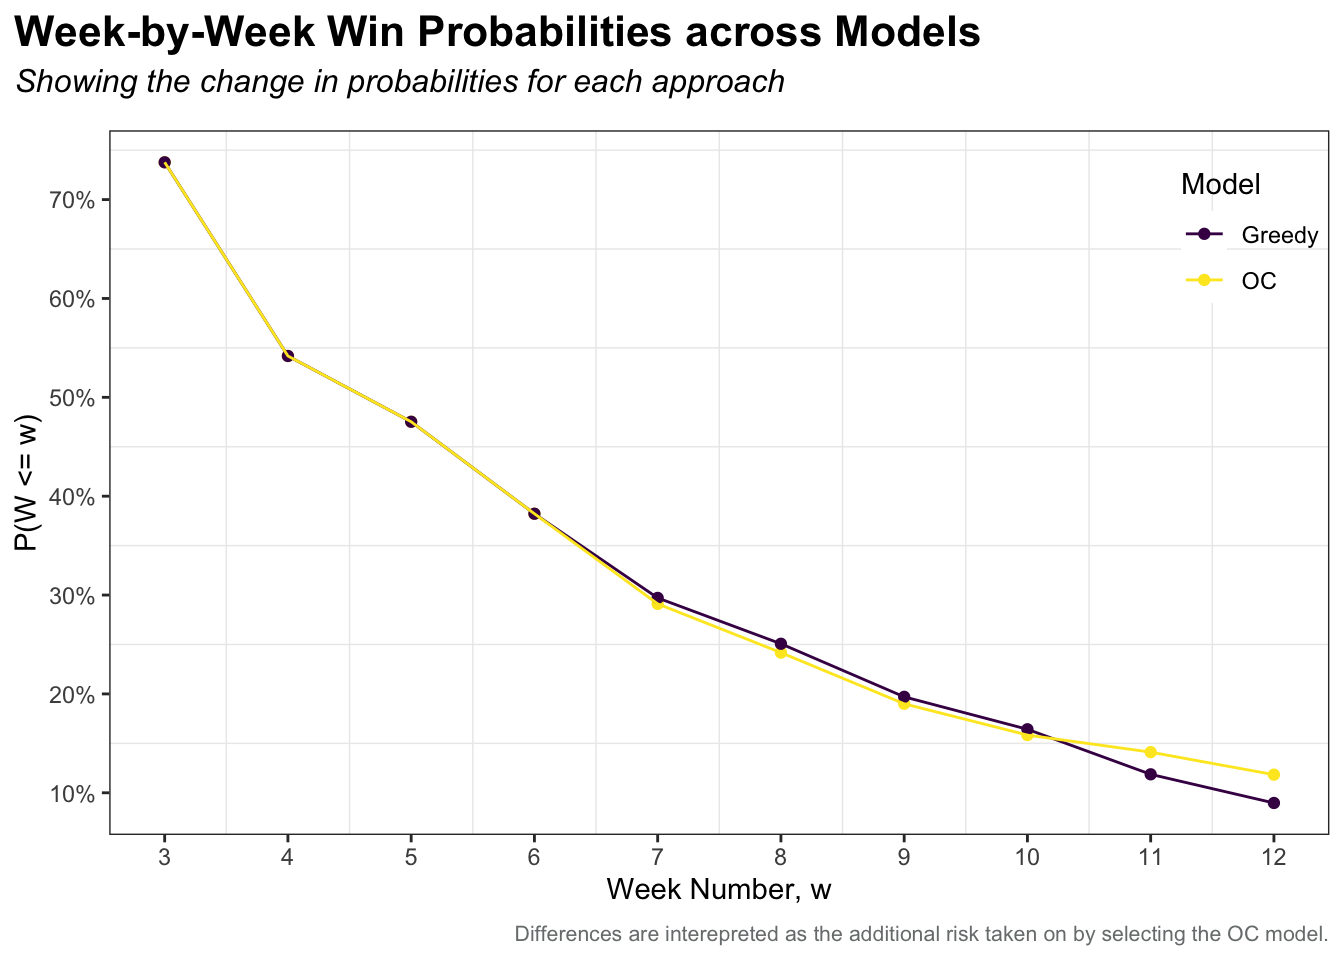 Week-by-Week Win Probabilities across Models
Showing the change in probabilities for each approach
P(W <= w)
70%
60%
50%
40%
30%
20%
10%
Model
Greedy
OC
3 4 5 6 7 8 9 10 11 12
Week Number, w
Differences are interepreted as the additional risk taken on by selecting the OC model.